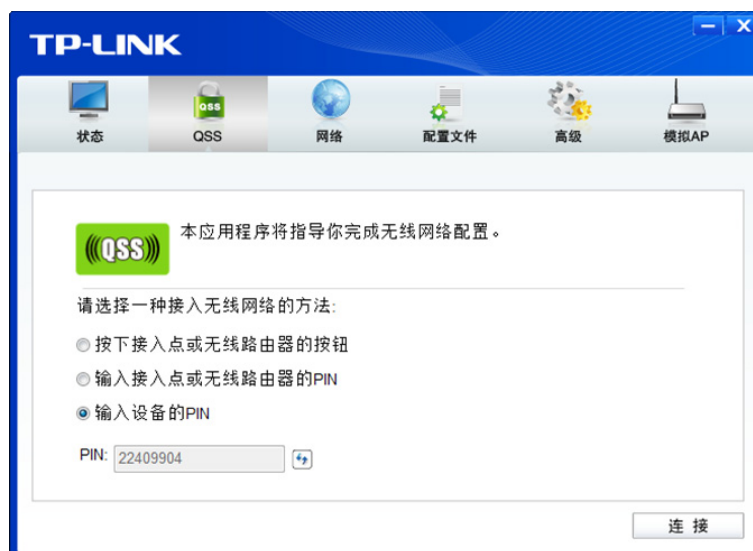 TP-LINK
QSS
状态
QSS
网络
配置文件
高级
模拟AP
QSS
本应用程序将指导你完成无线网络配置。
请选择一种接入无线网络的方法:
按下接入点或无线路由器的按钮
输入接入点或无线路由器的PIN
输入设备的PIN
PIN: 22409904
连 接